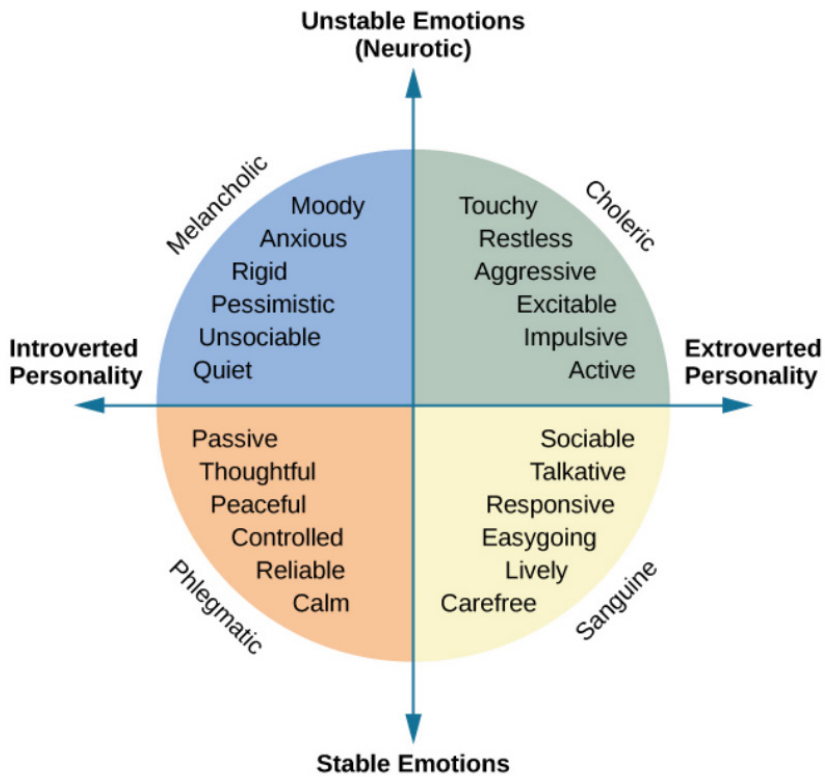 Unstable Emotions
(Neurotic)
Melancholic
Choleric
Moody
Anxious
Rigid
Pessimistic
Unsociable
Quiet
Touchy
Restless
Aggressive
Excitable
Impulsive
Active
Introverted
Personality
Extroverted
Personality
Passive
Thoughtful
Peaceful
Controlled
Reliable
Calm
Sociable
Talkative
Responsive
Easygoing
Lively
Carefree
Phlegmatic
Sanguine
Stable Emotions